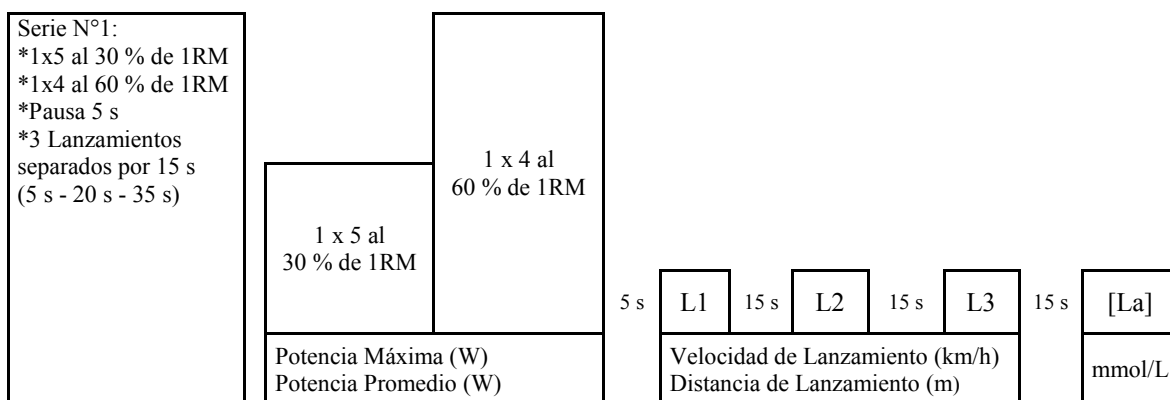 Serie N°1:
*1x5 al 30 % de 1RM
*1x4 al 60 % de 1RM
*Pausa 5 s
*3 Lanzamientos
separados por 15 s
(5 s - 20 s - 35 s)
1 x 5 al
30 % de 1RM
1 x 4 al
60 % de 1RM
Potencia Máxima (W)
Potencia Promedio (W)
5 s
L1
15 s
L2
15 s
L3
15 s
[La]
Velocidad de Lanzamiento (km/h)
Distancia de Lanzamiento (m)
mmol/L